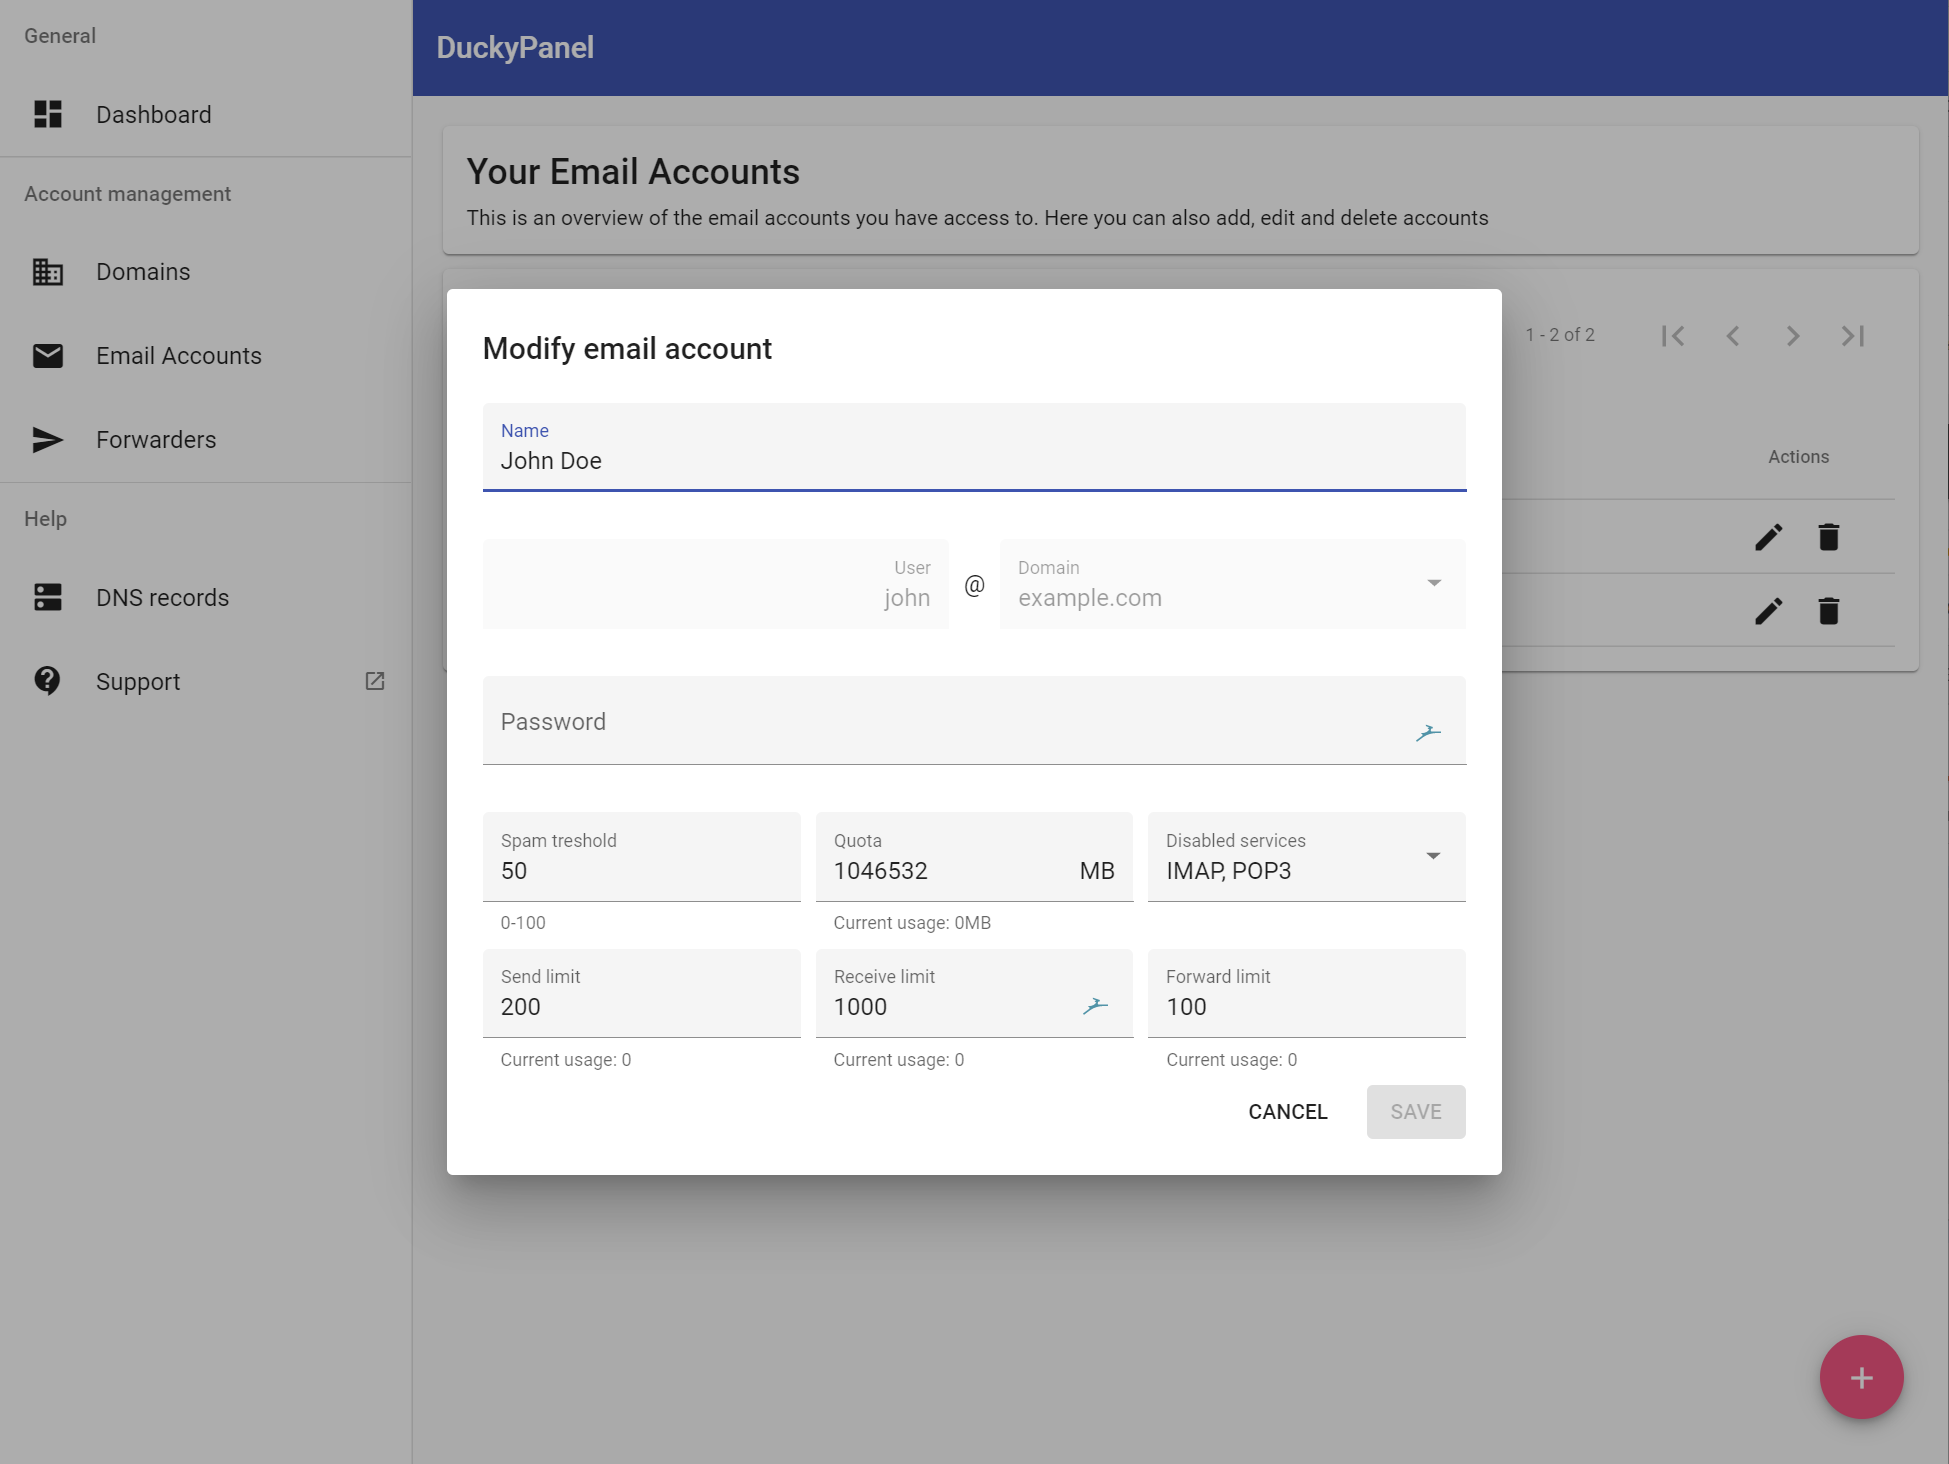 General
Dashboard
Account management
Domains
Email Accounts
Forwarders
Help
DNS records
Support
DuckyPanel
Your Email Accounts
This is an overview of the email accounts you have access to. Here you can also add, edit and delete accounts
1 - 2 of 2
Actions
Modify email account
Name
John Doe
User
john
@
Domain
example.com
Password
Spam treshold
50
0-100
Quota
1046532 MB
Current usage: 0MB
Disabled services
IMAP, POP3
Send limit
200
Current usage: 0
Receive limit
1000
Current usage: 0
Forward limit
100
Current usage: 0
CANCEL
SAVE